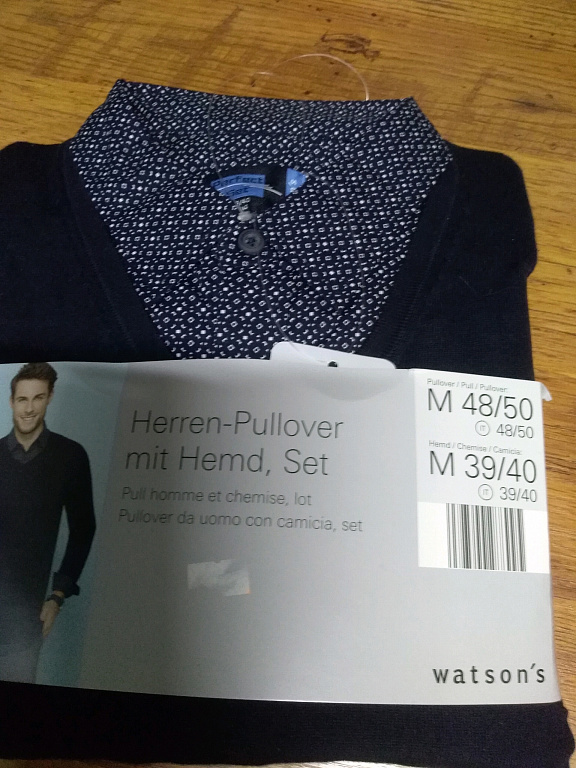 Perfect
M
Herren-Pullover
mit Hemd, Set
Pull homme et chemise, lot
Pullover da uomo con camicia, set
Pullover / Pull / Pullover:
M 48/50
IT 48/50
Hemd / Chemise / Camicia:
M 39/40
IT 39/40
watson's